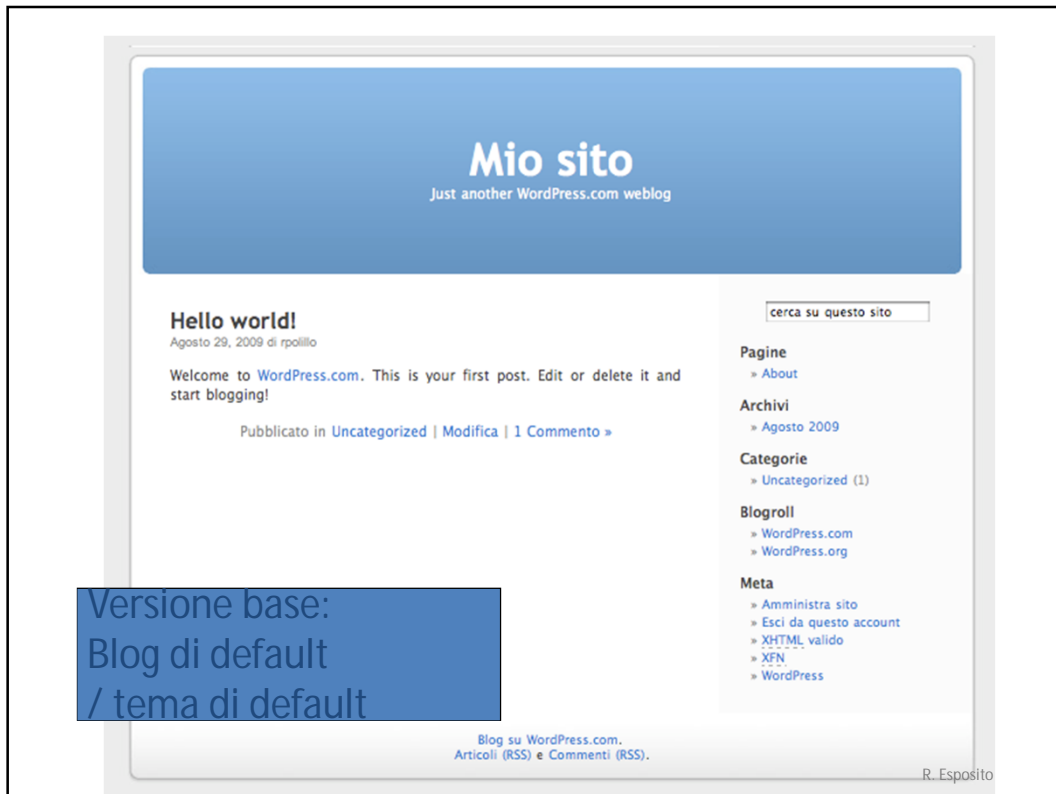 Mio sito
Just another WordPress.com weblog
Hello world!
Agosto 29, 2009 di rpolillo
Welcome to WordPress.com. This is your first post. Edit or delete it and
start blogging!
Pubblicato in Uncategorized | Modifica | 1 Commento »
cerca su questo sito
Pagine
» About
Archivi
» Agosto 2009
Categorie
» Uncategorized (1)
Blogroll
» WordPress.com
» WordPress.org
Meta
» Amministra sito
» Esci da questo account
» XHTML valido
» XFN
» WordPress
Versione base:
Blog di default
/ tema di default
Blog su WordPress.com.
Articoli (RSS) e Commenti (RSS).
R. Esposito